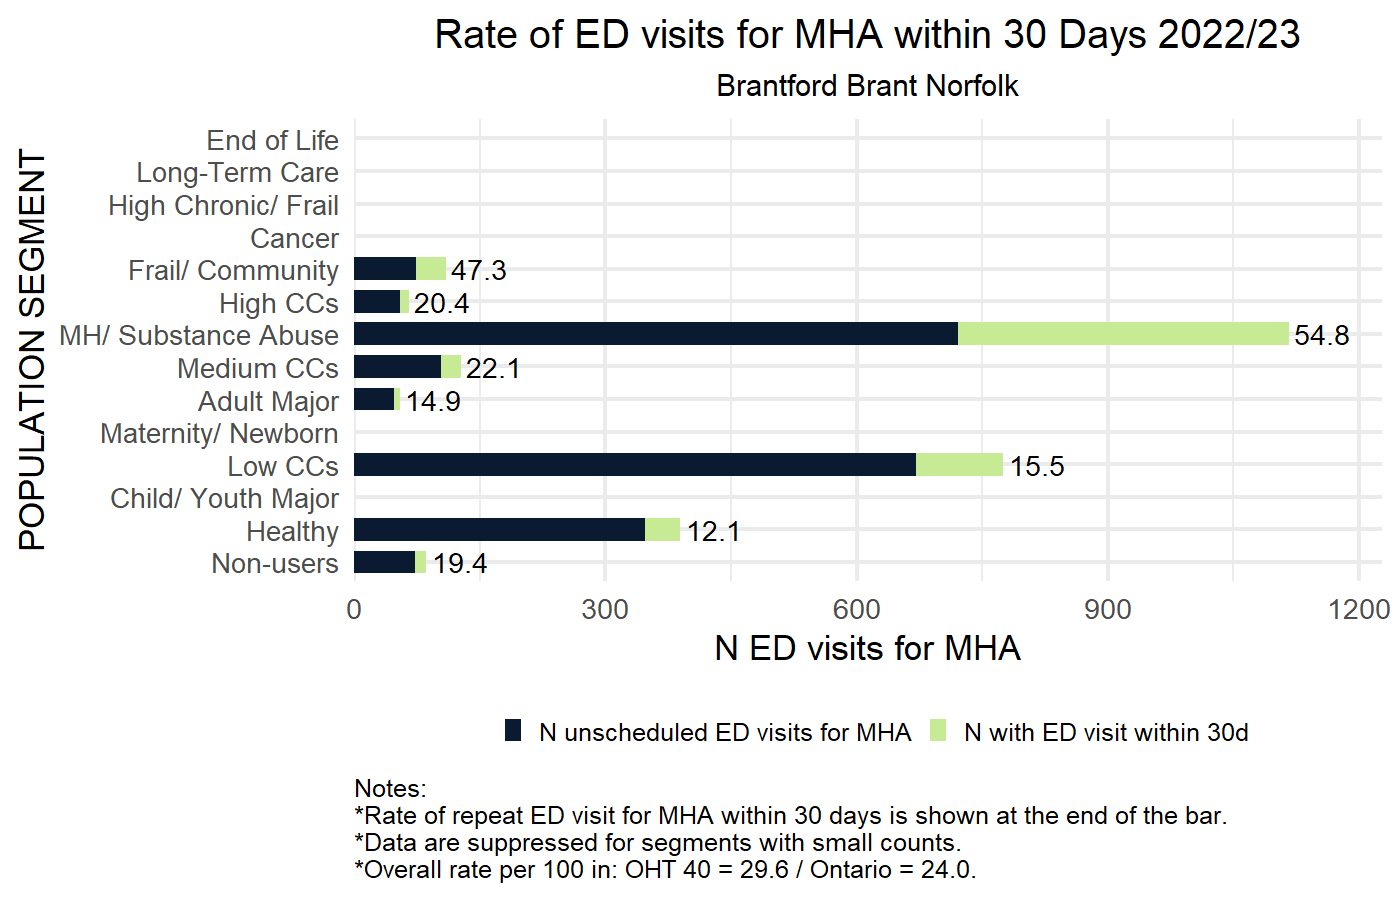 Rate of ED visits for MHA within 30 Days 2022/23
Brantford Brant Norfolk
POPULATION SEGMENT
End of Life
Long-Term Care
High Chronic/ Frail
Cancer
Frail/ Community 47.3
High CCs 20.4
MH/ Substance Abuse 54.8
Medium CCs 22.1
Adult Major 14.9
Maternity/ Newborn
Low CCs 15.5
Child/ Youth Major
Healthy 12.1
Non-users 19.4
0 300 600 900 1200
N ED visits for MHA
N unscheduled ED visits for MHA N with ED visit within 30d
Notes:
*Rate of repeat ED visit for MHA within 30 days is shown at the end of the bar.
*Data are suppressed for segments with small counts.
*Overall rate per 100 in: OHT 40 = 29.6 / Ontario = 24.0.